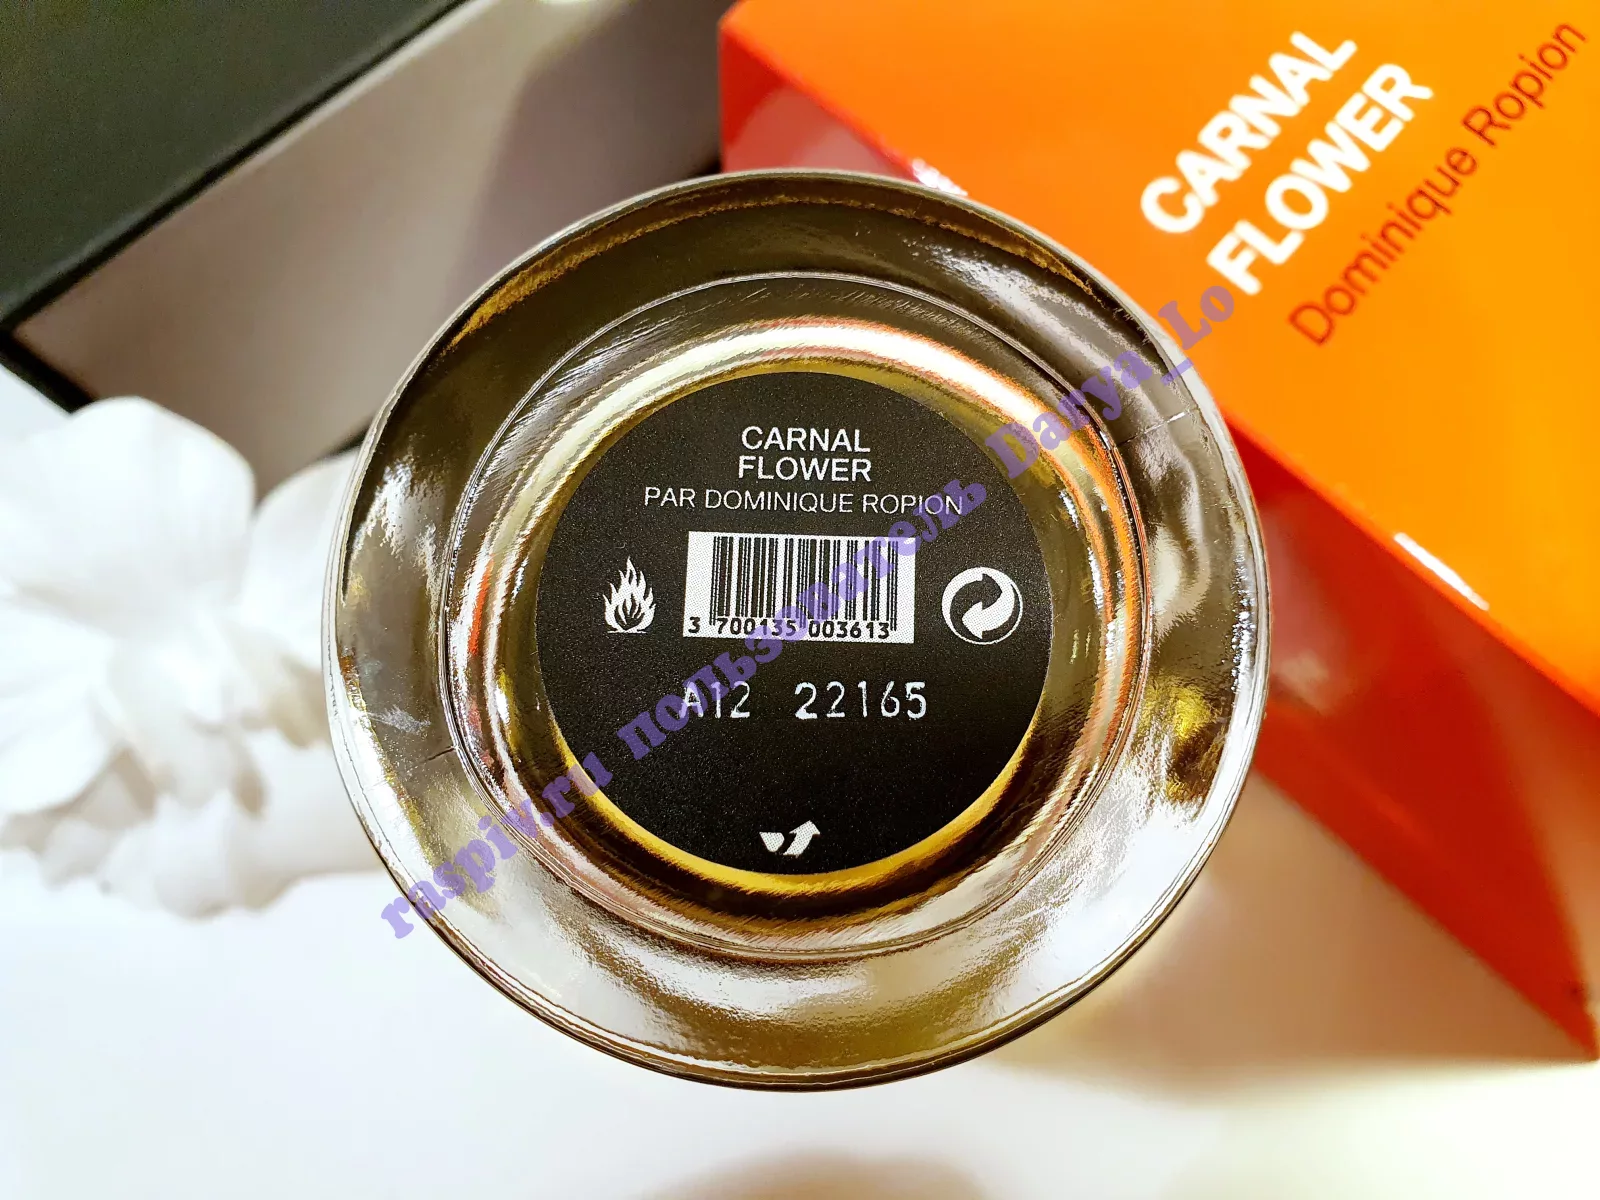 CARNAL
FLOWER
Dominique Ropion
CARNAL
FLOWER
PAR DOMINIQUE ROPION
3 700135 003613
A12 22165
raspiv.ru пользователь Darya_Lo